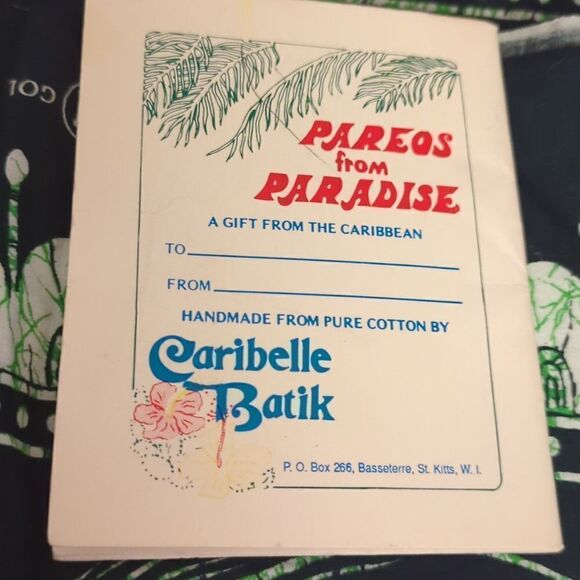 PAREOS
from
PARADISE
A GIFT FROM THE CARIBBEAN
TO
FROM
HANDMADE FROM PURE COTTON BY
Caribelle
Batik
P. O. Box 266, Basseterre, St. Kitts, W. I.